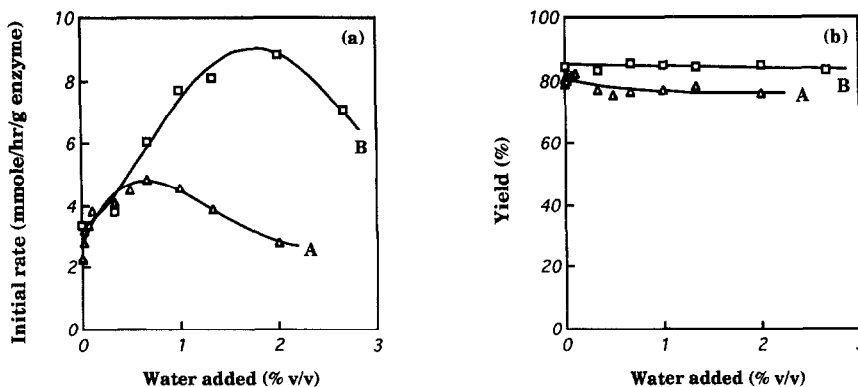 (a)
Initial rate (mmole/hr/g enzyme)
10
8
6
4
2
0
B
A
0 1 2 3
Water added (% v/v)
(b)
Yield (%)
100
80
60
40
20
0
B
A
0 1 2 3
Water added (% v/v)